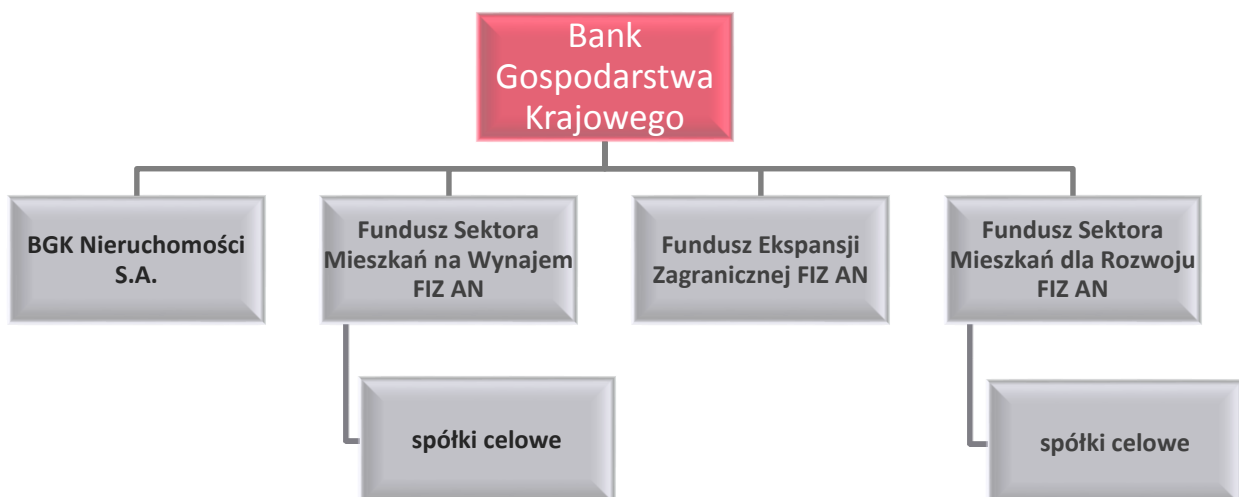 Bank
Gospodarstwa
Krajowego
BGK Nieruchomości
S.A.
Fundusz Sektora
Mieszkań na Wynajem
FIZ AN
Fundusz Ekspansji
Zagranicznej FIZ AN
Fundusz Sektora
Mieszkań dla Rozwoju
FIZ AN
spółki celowe
spółki celowe